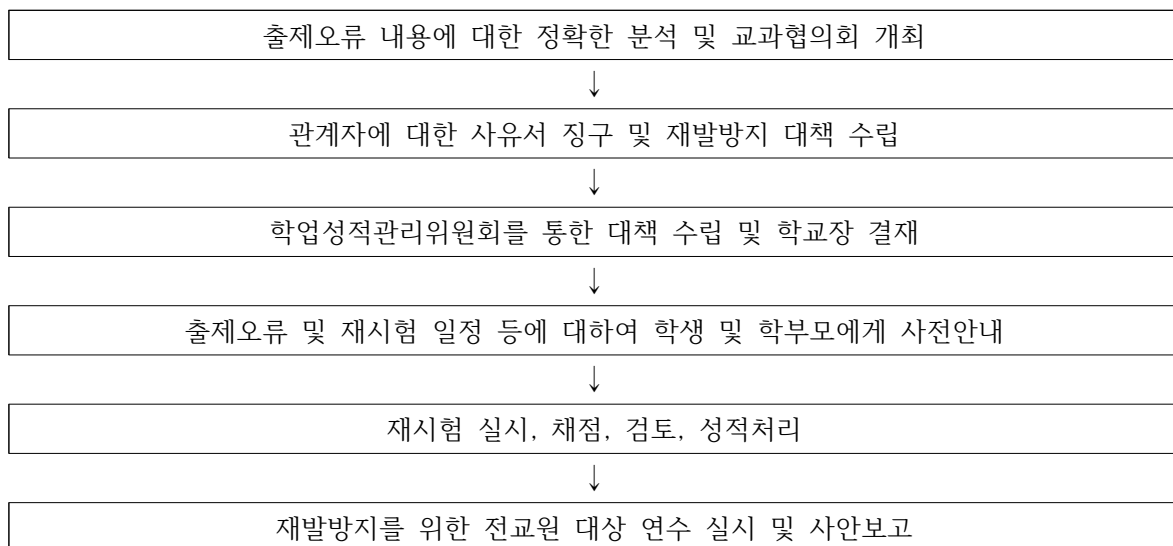 출제오류 내용에 대한 정확한 분석 및 교과협의회 개최
↓
관계자에 대한 사유서 징구 및 재발방지 대책 수립
↓
학업성적관리위원회를 통한 대책 수립 및 학교장 결재
↓
출제오류 및 재시험 일정 등에 대하여 학생 및 학부모에게 사전안내
↓
재시험 실시, 채점, 검토, 성적처리
↓
재발방지를 위한 전교원 대상 연수 실시 및 사안보고